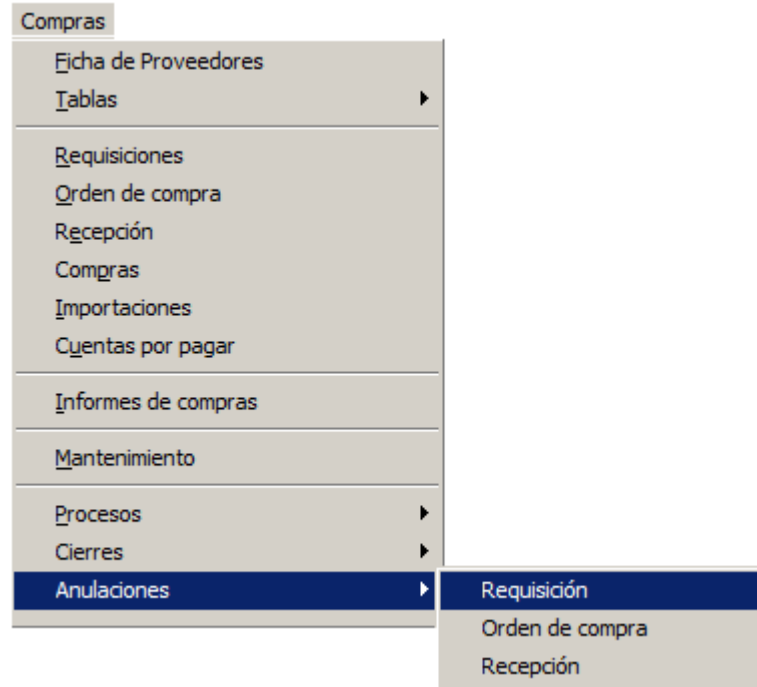 Compras
Ficha de Proveedores
Tablas
Requisiciones
Orden de compra
Recepción
Compras
Importaciones
Cuentas por pagar
Informes de compras
Mantenimiento
Procesos
Cierres
Anulaciones
Requisición
Orden de compra
Recepción